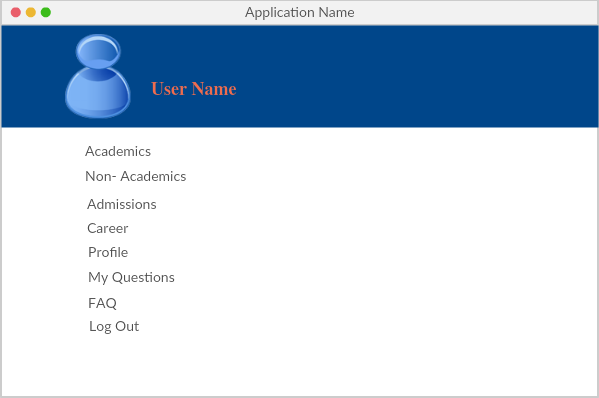 Application Name
User Name
Academics
Non- Academics
Admissions
Career
Profile
My Questions
FAQ
Log Out